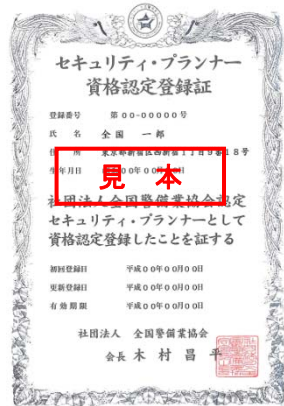 セキュリティ・プランナー
資格認定登録証
登録番号 第００-０００００号
氏 名 全国 一郎
住 所 東京都新宿区西新宿１丁目９番１８号
生年月日 昭和００年００月００日
見 本
社団法人全国警備業協会認定
セキュリティ・プランナーとして
資格認定登録したことを証する
初回登録日 平成００年００月００日
更新登録日 平成００年００月００日
有効期限 平成００年００月００日
社団法人 全国警備業協会
会長 木村昌平